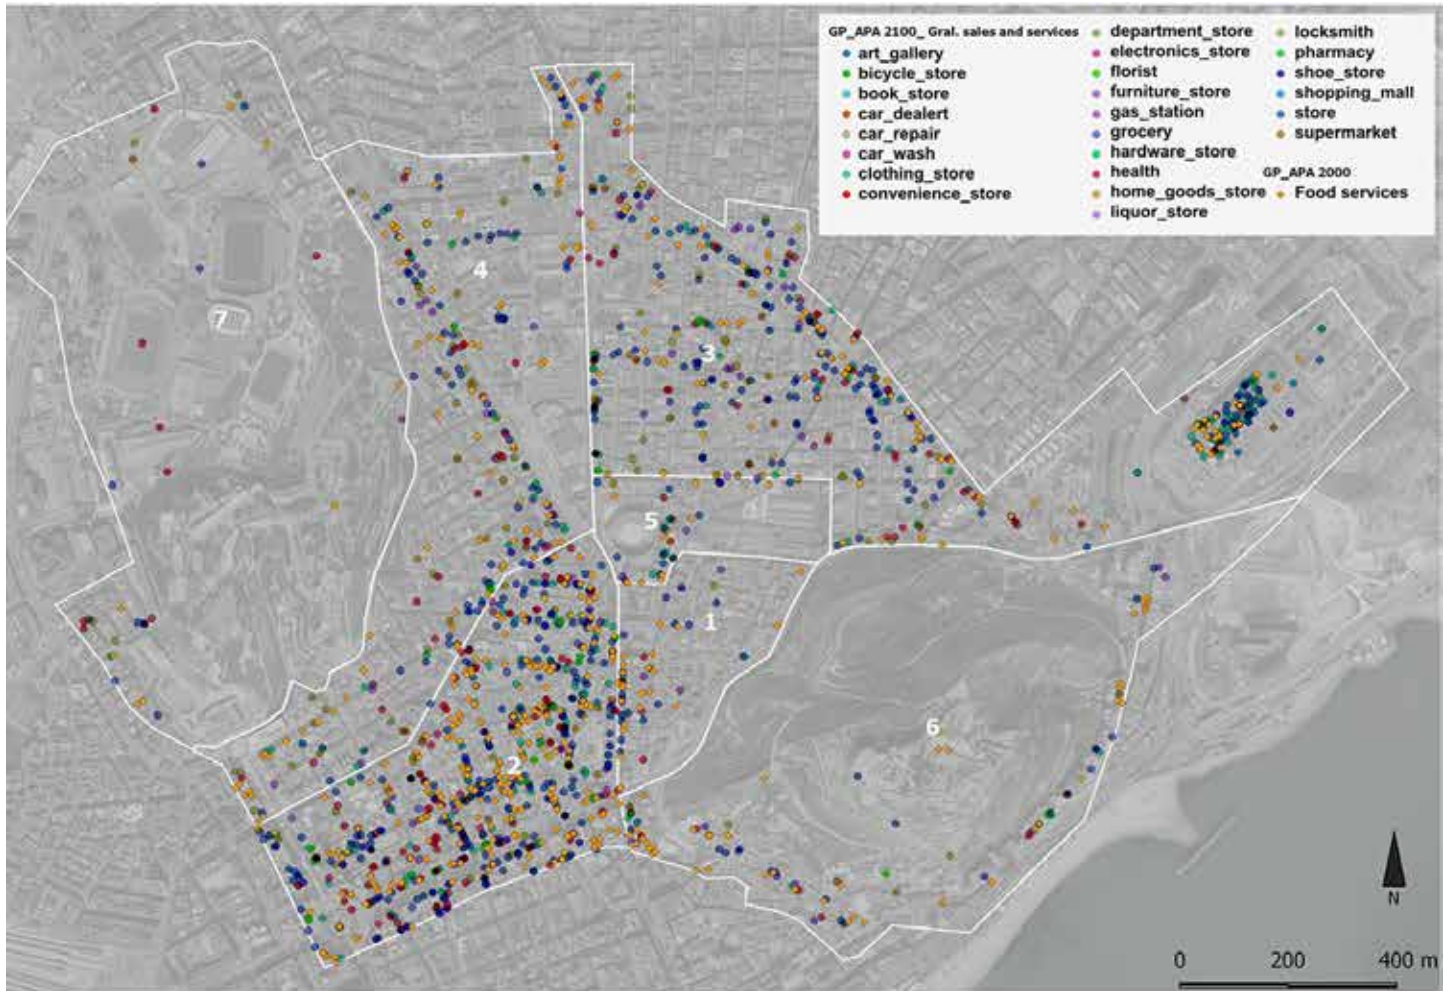 GP_APA 2100_ Gral. sales and services
art_gallery
bicycle_store
book_store
car_dealert
car_repair
car_wash
clothing_store
convenience_store
department_store
electronics_store
florist
furniture_store
gas_station
grocery
hardware_store
health
home_goods_store
liquor_store
locksmith
pharmacy
shoe_store
shopping_mall
store
supermarket
GP_APA 2000
Food services
4
7
3
5
1
6
2
N
0 200 400 m